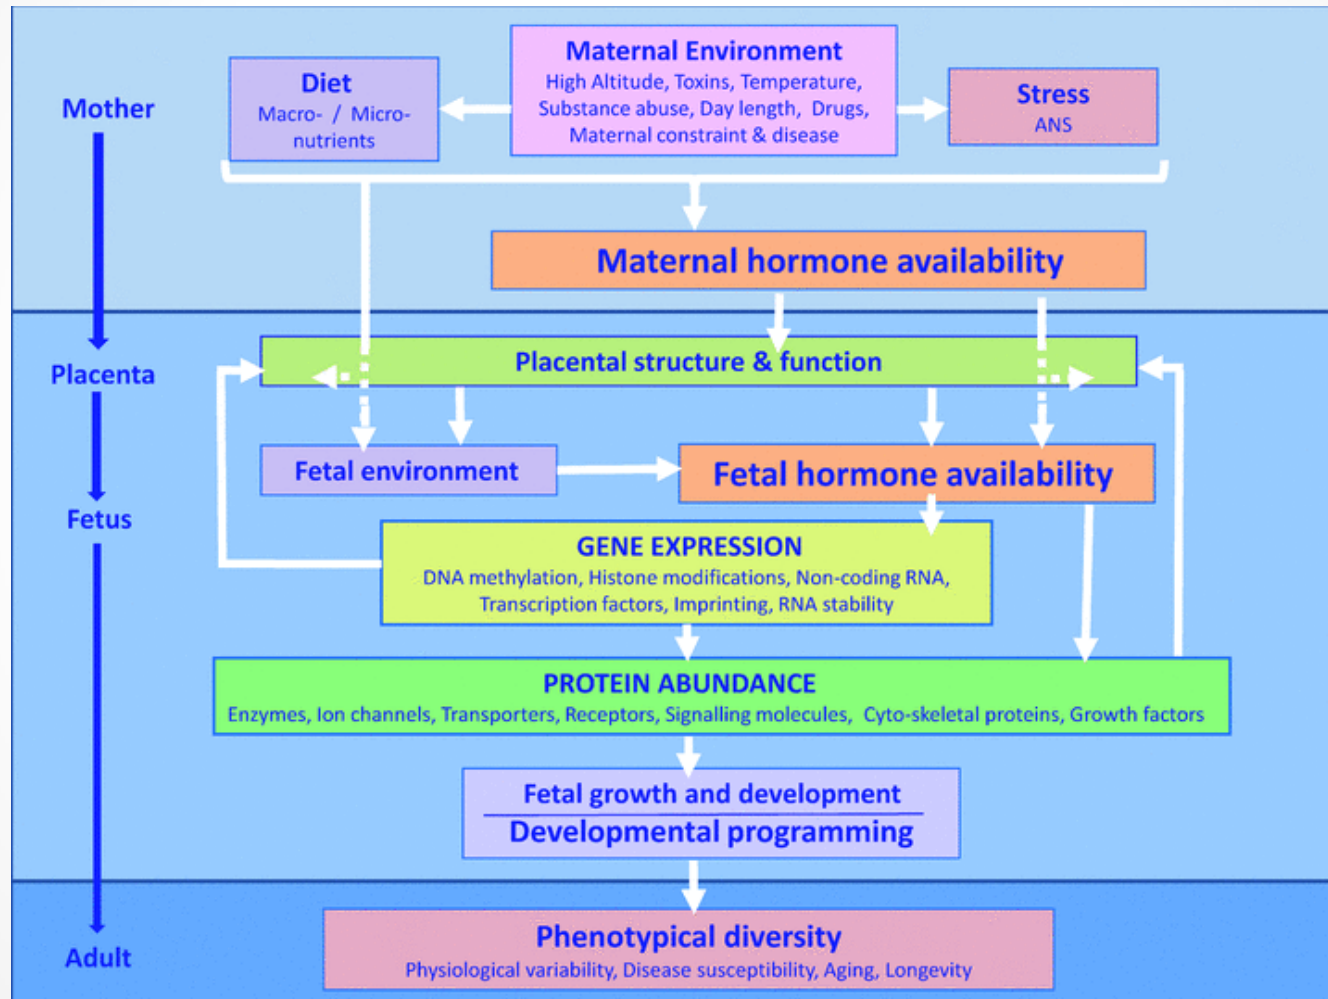 Maternal Environment
High Altitude, Toxins, Temperature,
Substance abuse, Day length, Drugs,
Maternal constraint & disease
Diet
Macro- / Micro-
nutrients
Stress
ANS
Mother
Maternal hormone availability
Placental structure & function
Placenta
Fetal environment
Fetal hormone availability
Fetus
GENE EXPRESSION
DNA methylation, Histone modifications, Non-coding RNA,
Transcription factors, Imprinting, RNA stability
PROTEIN ABUNDANCE
Enzymes, Ion channels, Transporters, Receptors, Signalling molecules, Cyto-skeletal proteins, Growth factors
Fetal growth and development
Developmental programming
Adult
Phenotypical diversity
Physiological variability, Disease susceptibility, Aging, Longevity